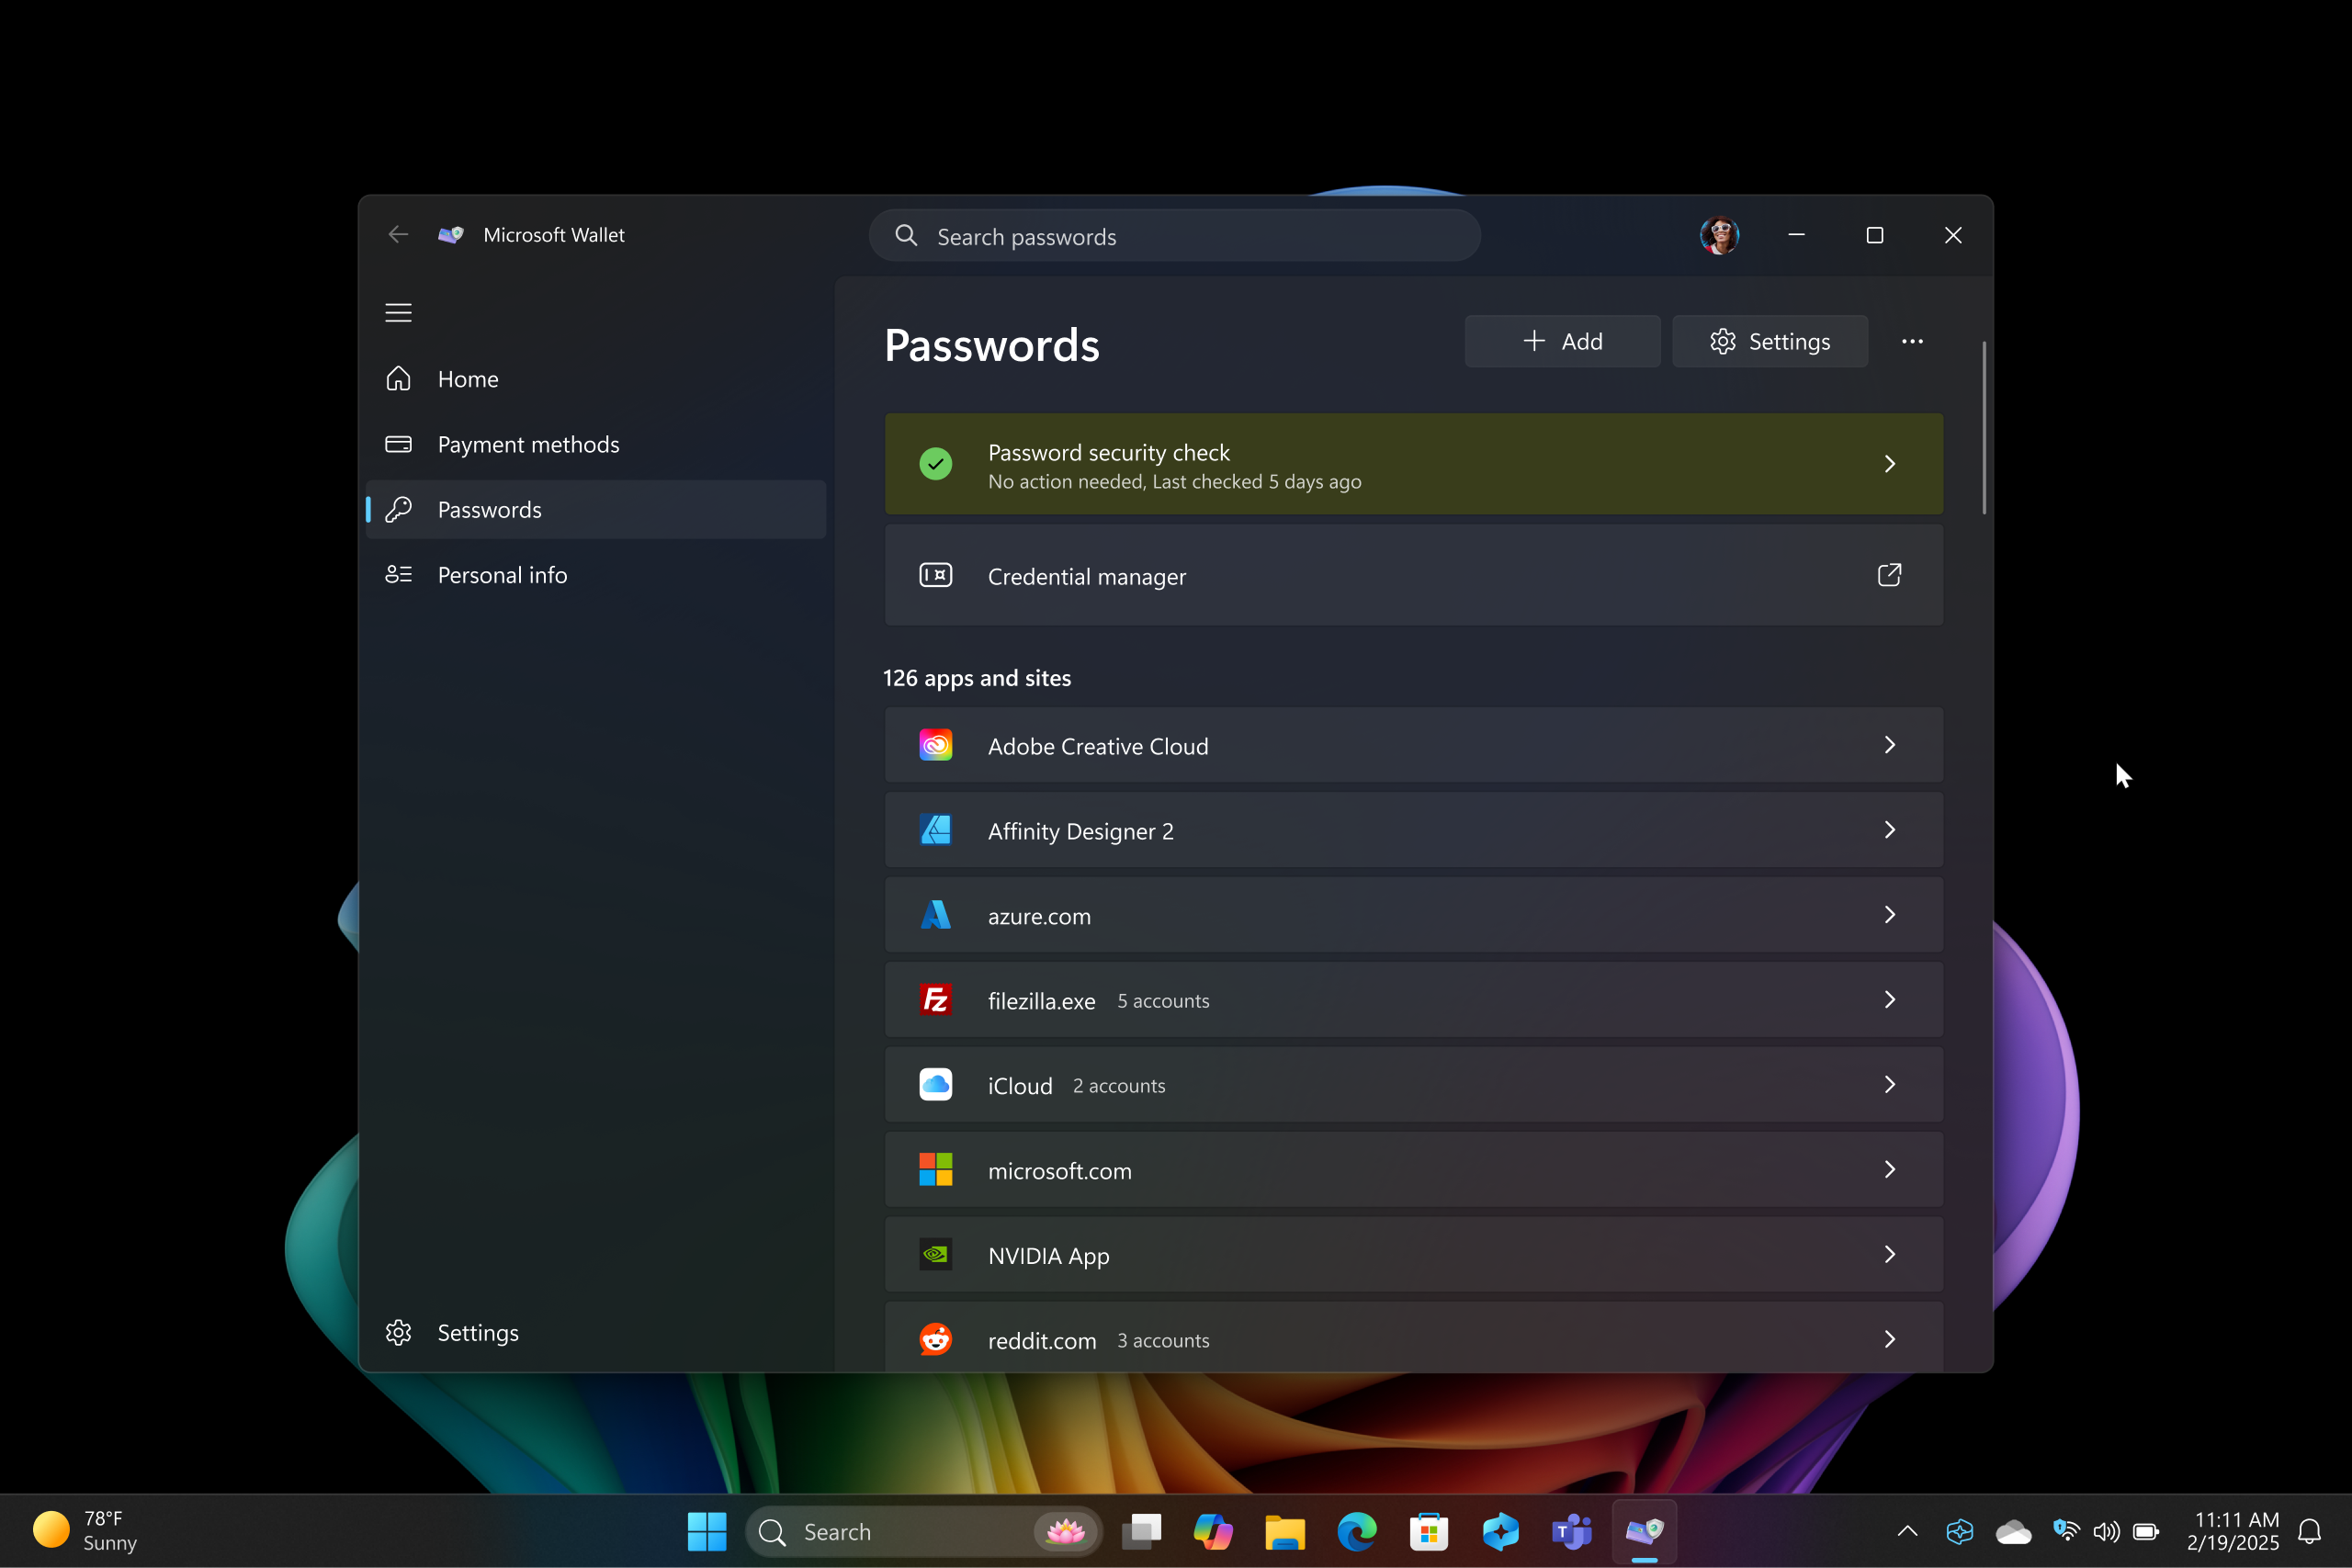 Microsoft Wallet
Search passwords
Home
Payment methods
Passwords
Personal info
Settings
Passwords
Add
Settings
Password security check
No action needed, Last checked 5 days ago
Credential manager
126 apps and sites
Adobe Creative Cloud
Affinity Designer 2
azure.com
filezilla.exe 5 accounts
iCloud 2 accounts
microsoft.com
NVIDIA App
reddit.com 3 accounts
78°F
Sunny
Search
11:11 AM
2/19/2025